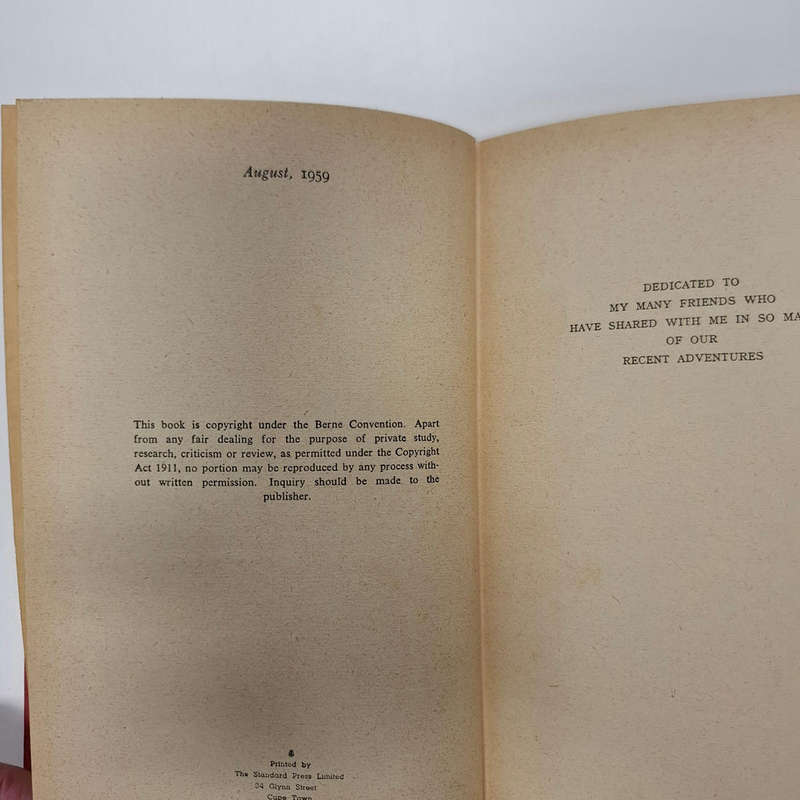 August, 1959
This book is copyright under the Berne Convention. Apart
from any fair dealing for the purpose of private study,
research, criticism or review, as permitted under the Copyright
Act 1911, no portion may be reproduced by any process with-
out written permission. Inquiry should be made to the
publisher.
Printed by
The Standard Press Limited
24 Glynn Street
Cape Town
DEDICATED TO
MY MANY FRIENDS WHO
HAVE SHARED WITH ME IN SO MA
OF OUR
RECENT ADVENTURES